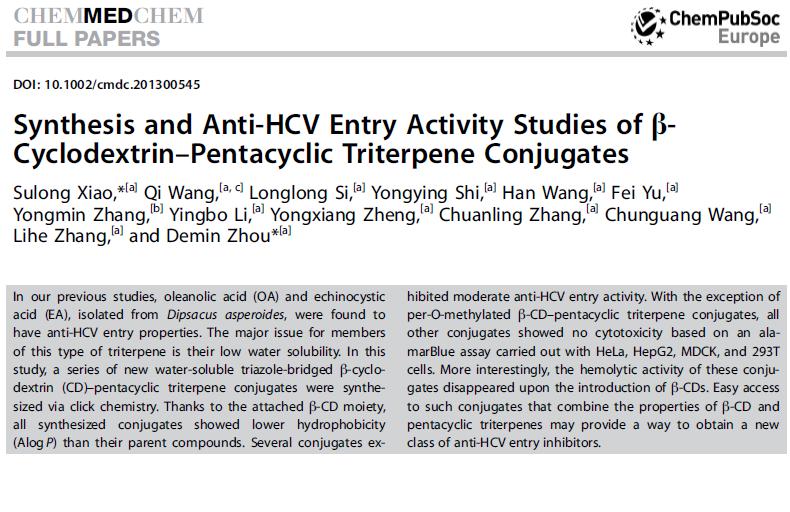 CHEMMEDCHEM
FULL PAPERS
ChemPubSoc
Europe
DOI: 10.1002/cmdc.201300545
Synthesis and Anti-HCV Entry Activity Studies of β-
Cyclodextrin–Pentacyclic Triterpene Conjugates
Sulong Xiao,*[a] Qi Wang,[a, c] Longlong Si,[a] Yongying Shi,[a] Han Wang,[a] Fei Yu,[a]
Yongmin Zhang,[b] Yingbo Li,[a] Yongxiang Zheng,[a] Chuanling Zhang,[a] Chunguang Wang,[a]
Lihe Zhang,[a] and Demin Zhou*[a]
In our previous studies, oleanolic acid (OA) and echinocystic
acid (EA), isolated from Dipsacus asperoides, were found to
have anti-HCV entry properties. The major issue for members
of this type of triterpene is their low water solubility. In this
study, a series of new water-soluble triazole-bridged β-cyclo-
dextrin (CD)–pentacyclic triterpene conjugates were synthe-
sized via click chemistry. Thanks to the attached β-CD moiety,
all synthesized conjugates showed lower hydrophobicity
(Alog P) than their parent compounds. Several conjugates ex-
hibited moderate anti-HCV entry activity. With the exception of
per-O-methylated β-CD–pentacyclic triterpene conjugates, all
other conjugates showed no cytotoxicity based on an ala-
marBlue assay carried out with HeLa, HepG2, MDCK, and 293T
cells. More interestingly, the hemolytic activity of these conju-
gates disappeared upon the introduction of β-CDs. Easy access
to such conjugates that combine the properties of β-CD and
pentacyclic triterpenes may provide a way to obtain a new
class of anti-HCV entry inhibitors.